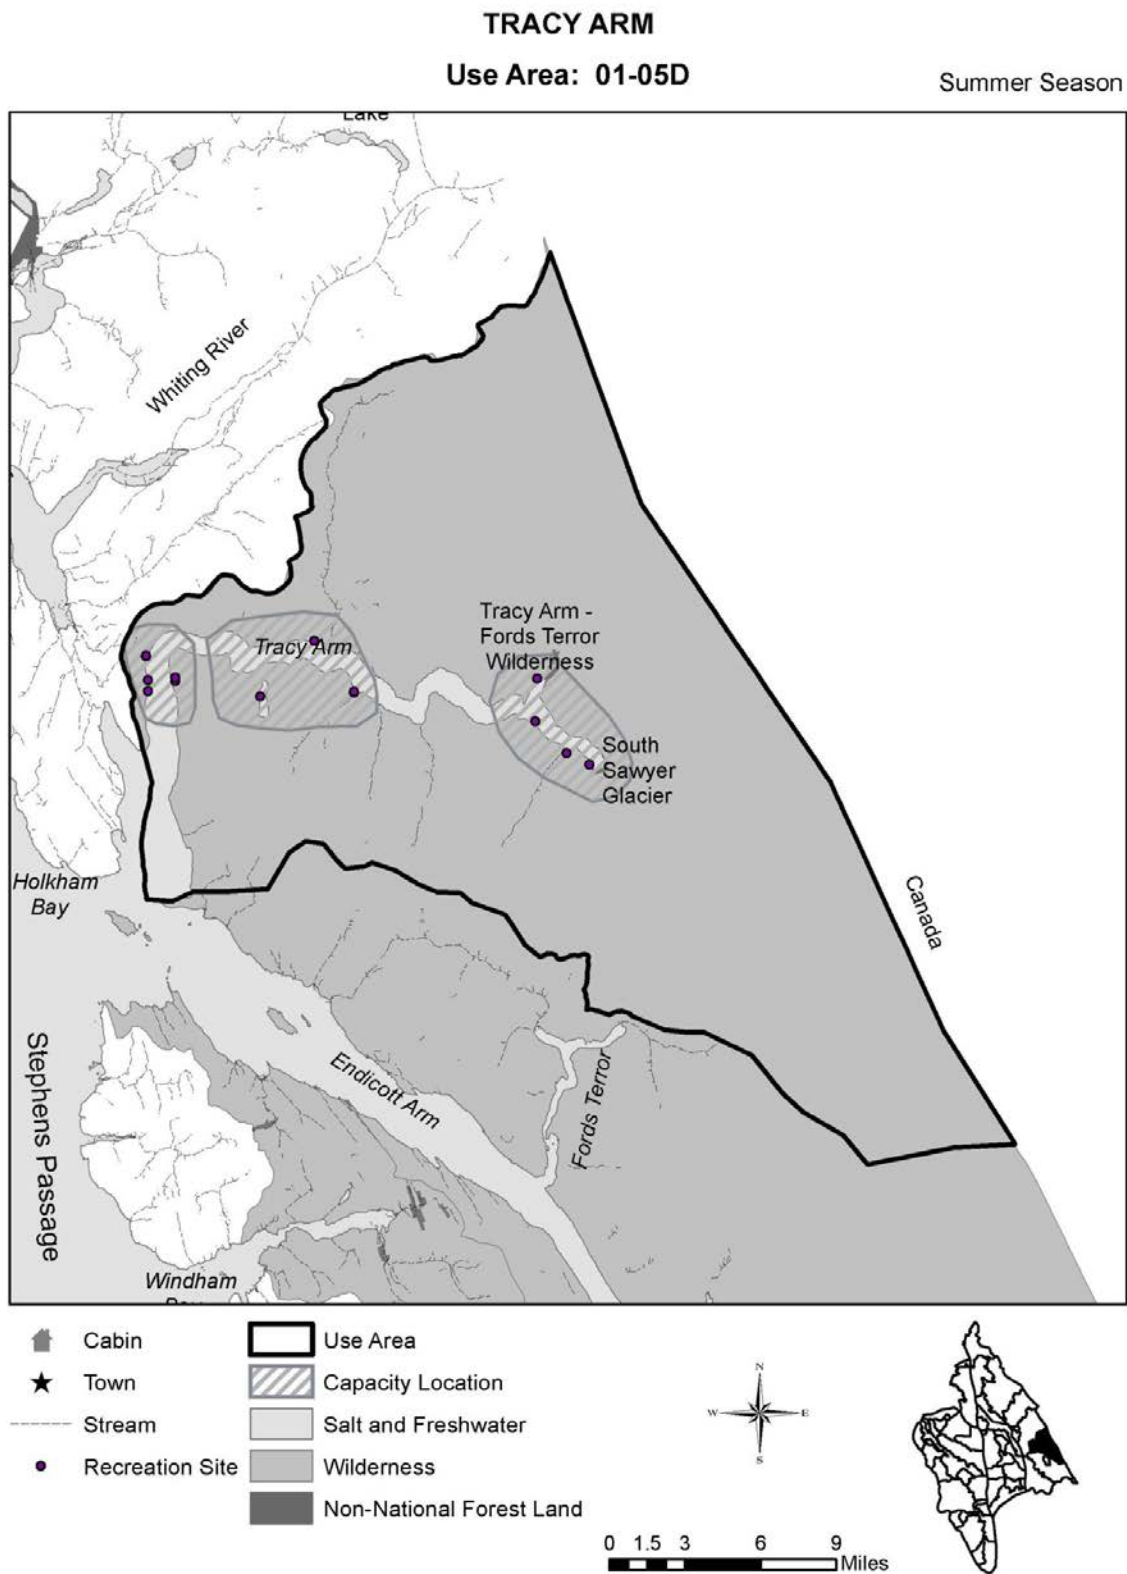 TRACY ARM
Use Area: 01-05D
Summer Season
Lake
Whiting River
Tracy Arm -
Fords Terror
Wilderness
Tracy Arm
South
Sawyer
Glacier
Holkham
Bay
Canada
Stephens Passage
Endicott Arm
Fords Terror
Windham
Cabin
Town
Stream
Recreation Site
Use Area
Capacity Location
Salt and Freshwater
Wilderness
Non-National Forest Land
N
W
E
S
0 1.5 3 6 9
Miles